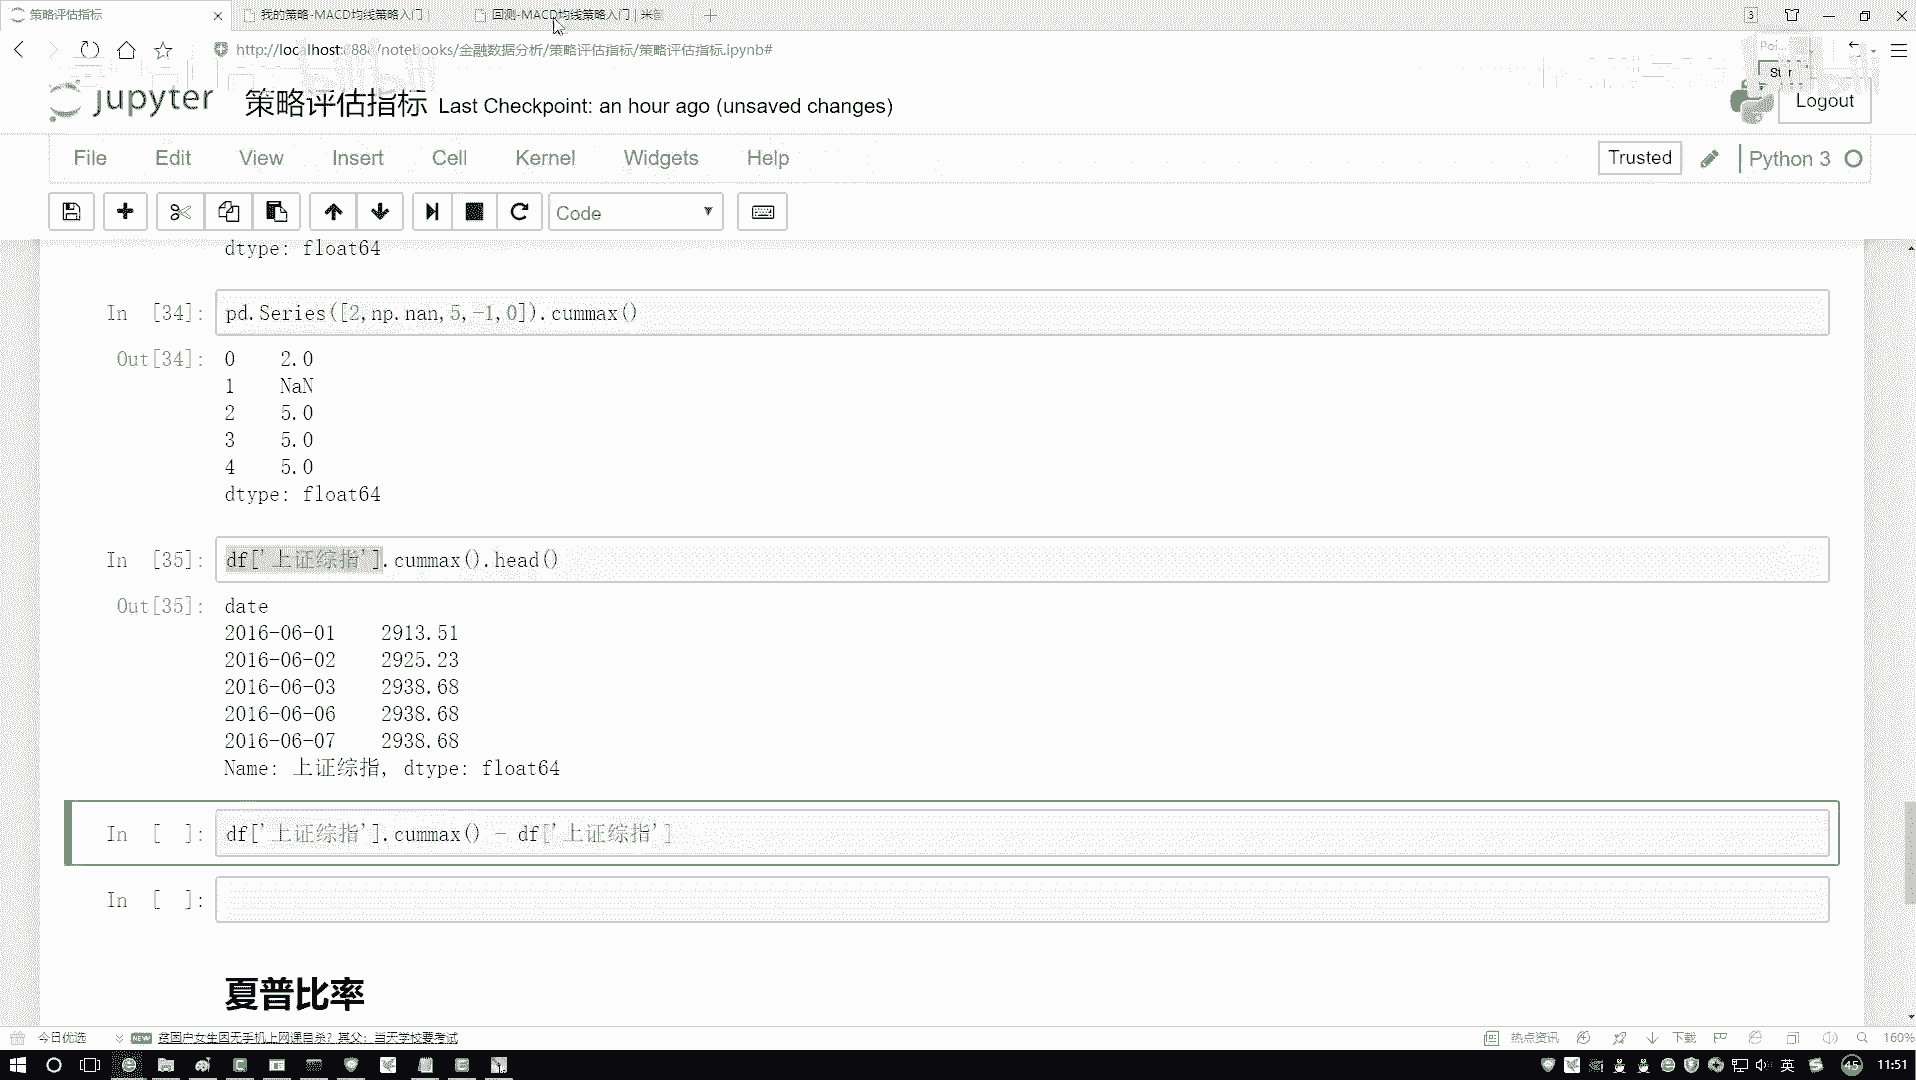 策略评估指标
我的策略-MACD均线策略入门 |
回测-MACD均线策略入门 | 米筐
3
http://localhost:888/notebooks/金融数据分析/策略评估指标/策略评估指标.ipynb#
jupyter 策略评估指标 Last Checkpoint: an hour ago (unsaved changes)
Logout
File Edit View Insert Cell Kernel Widgets Help
Trusted
Python 3
Code
dtype: float64
In [34]: pd.Series([2,np.nan,5,-1,0]).cummax()
Out[34]: 0 2.0
1 NaN
2 5.0
3 5.0
4 5.0
dtype: float64
In [35]: df['上证综指'].cummax().head()
Out[35]: date
2016-06-01 2913.51
2016-06-02 2925.23
2016-06-03 2938.68
2016-06-06 2938.68
2016-06-07 2938.68
Name: 上证综指, dtype: float64
In [ ]: df['上证综指'].cummax() - df['上证综指']
In [ ]:
夏普比率
今日优选
NEW 贫困户女生因无手机上网课自杀？其父：当天学校要考试
热点资讯
下载
160%
英
45
11:51